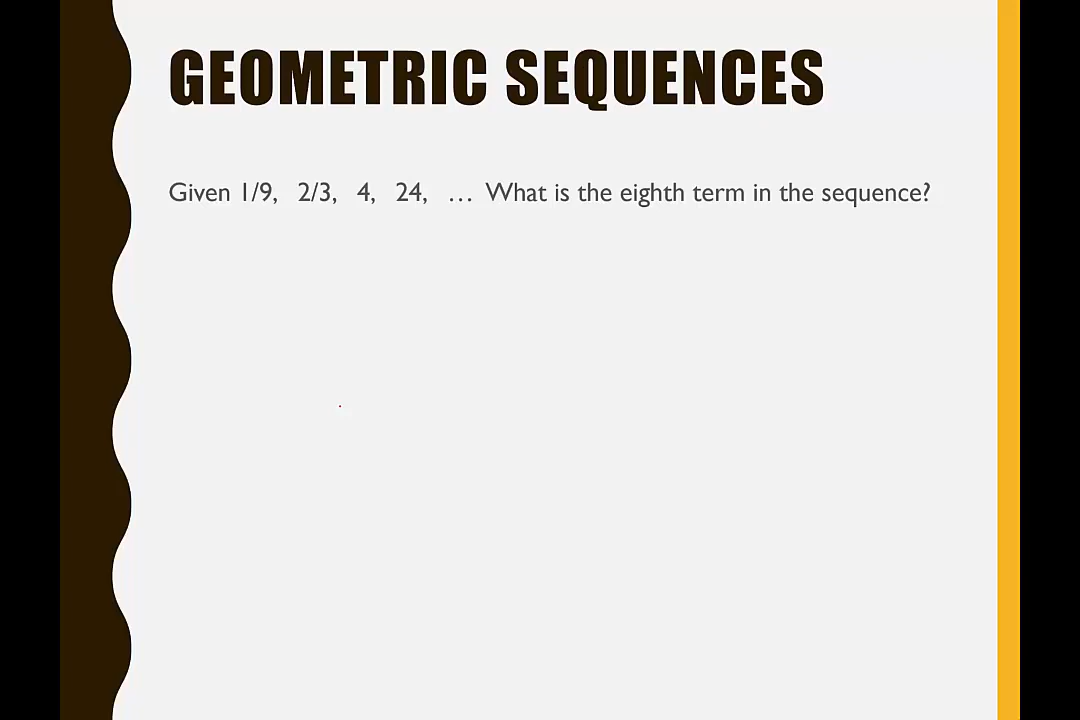 GEOMETRIC SEQUENCES
Given 1/9, 2/3, 4, 24, … What is the eighth term in the sequence?